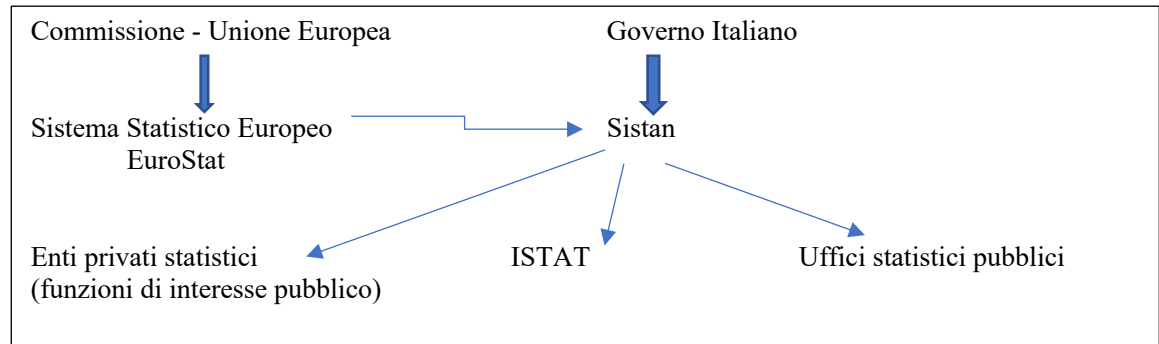 Commissione - Unione Europea
Governo Italiano
Sistema Statistico Europeo
EuroStat
Sistan
Enti privati statistici
(funzioni di interesse pubblico)
ISTAT
Uffici statistici pubblici